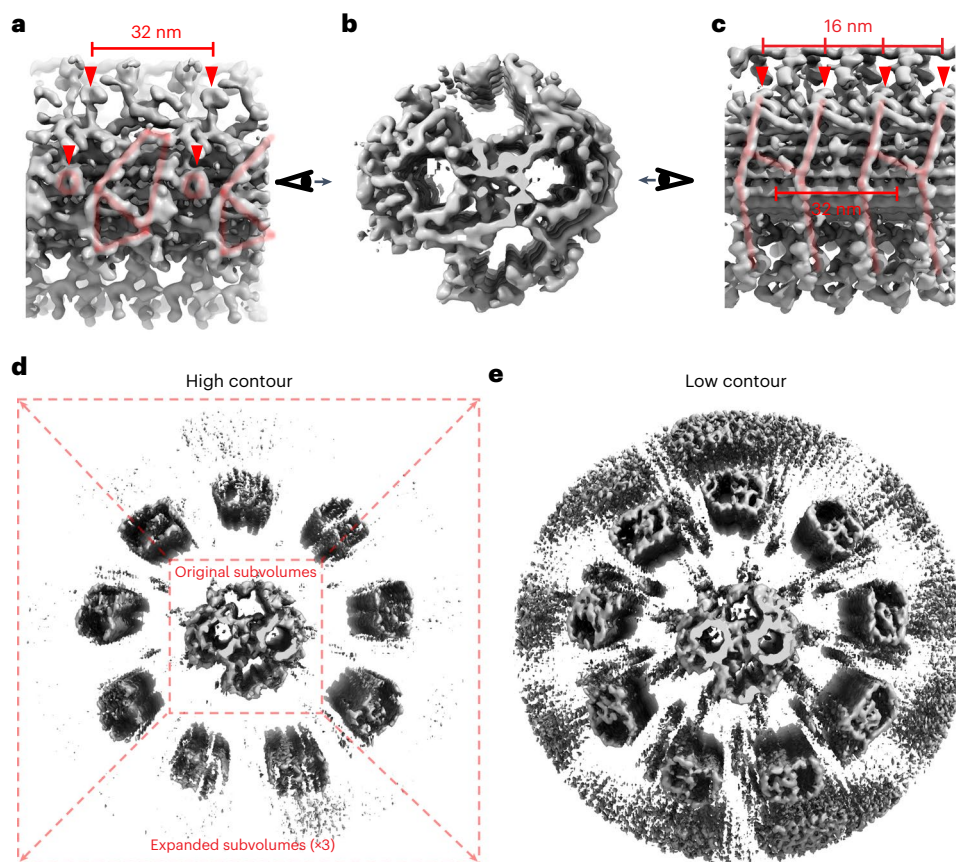 a
32 nm
b
c
16 nm
32 nm
d
High contour
Original subvolumes
Expanded subvolumes (×3)
e
Low contour